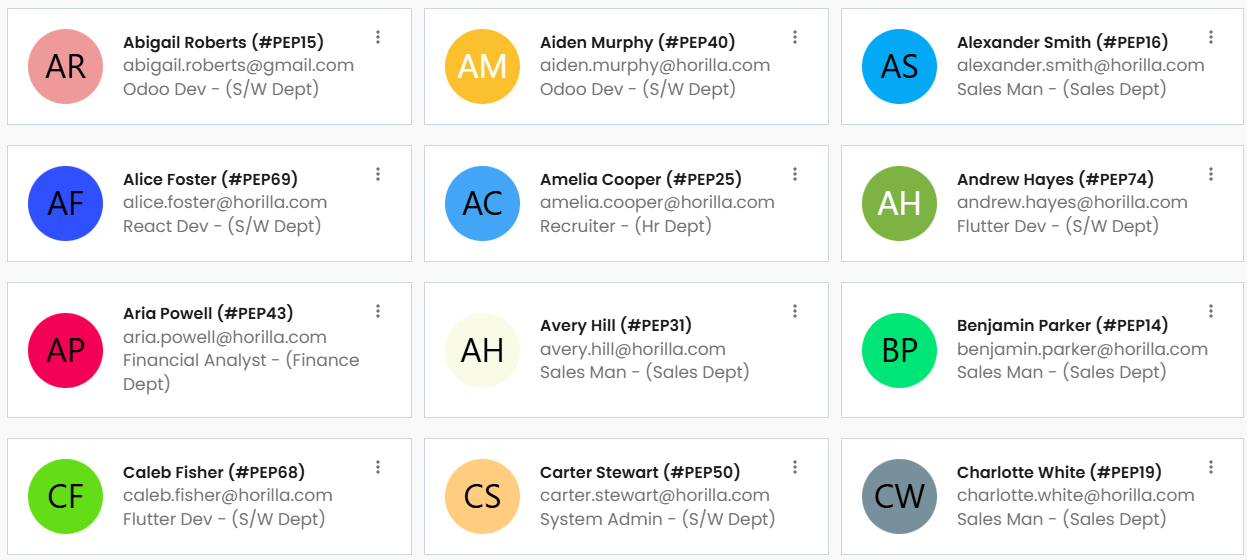 AR
Abigail Roberts (#PEP15)
abigail.roberts@gmail.com
Odoo Dev - (S/W Dept)
AM
Aiden Murphy (#PEP40)
aiden.murphy@horilla.com
Odoo Dev - (S/W Dept)
AS
Alexander Smith (#PEP16)
alexander.smith@horilla.com
Sales Man - (Sales Dept)
AF
Alice Foster (#PEP69)
alice.foster@horilla.com
React Dev - (S/W Dept)
AC
Amelia Cooper (#PEP25)
amelia.cooper@horilla.com
Recruiter - (Hr Dept)
AH
Andrew Hayes (#PEP74)
andrew.hayes@horilla.com
Flutter Dev - (S/W Dept)
AP
Aria Powell (#PEP43)
aria.powell@horilla.com
Financial Analyst - (Finance
Dept)
AH
Avery Hill (#PEP31)
avery.hill@horilla.com
Sales Man - (Sales Dept)
BP
Benjamin Parker (#PEP14)
benjamin.parker@horilla.com
Sales Man - (Sales Dept)
CF
Caleb Fisher (#PEP68)
caleb.fisher@horilla.com
Flutter Dev - (S/W Dept)
CS
Carter Stewart (#PEP50)
carter.stewart@horilla.com
System Admin - (S/W Dept)
CW
Charlotte White (#PEP19)
charlotte.white@horilla.com
Sales Man - (Sales Dept)